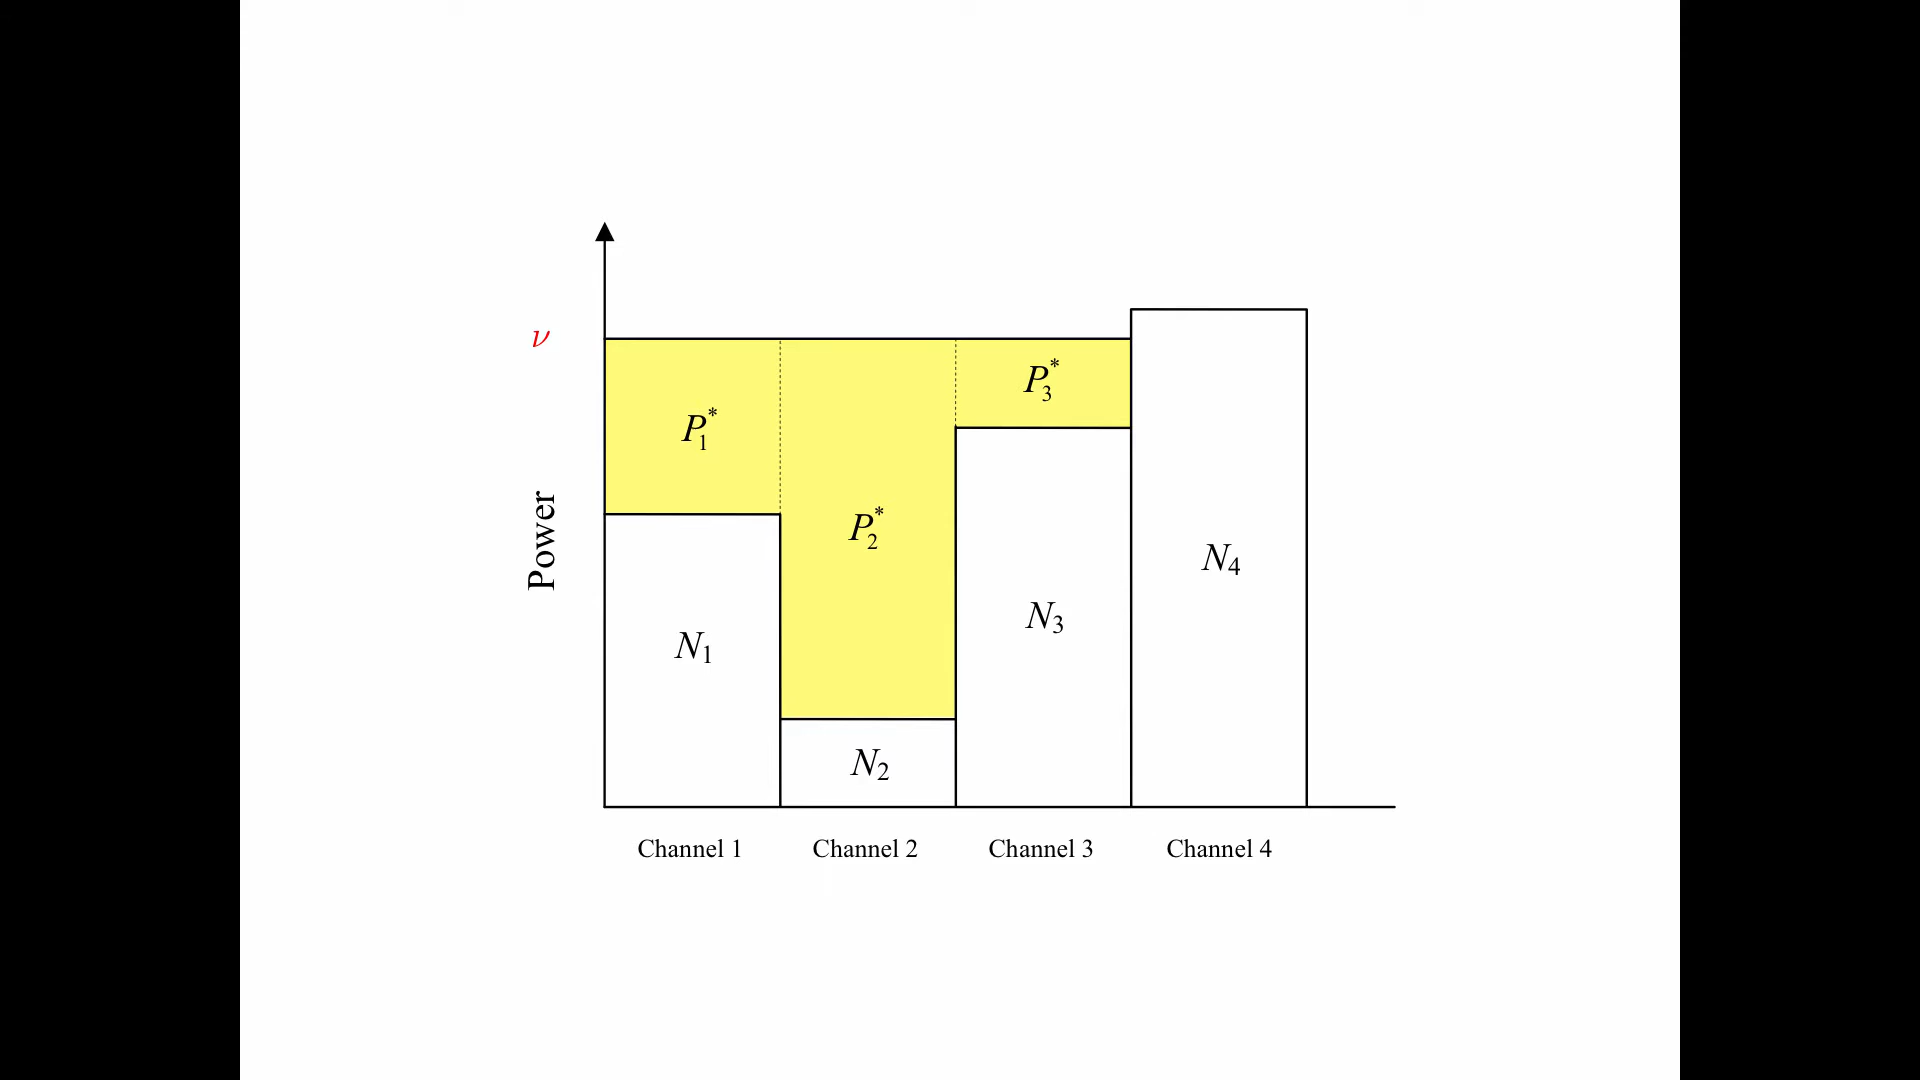 ν
Power
P₁*
P₂*
P₃*
N₁
N₂
N₃
N₄
Channel 1
Channel 2
Channel 3
Channel 4